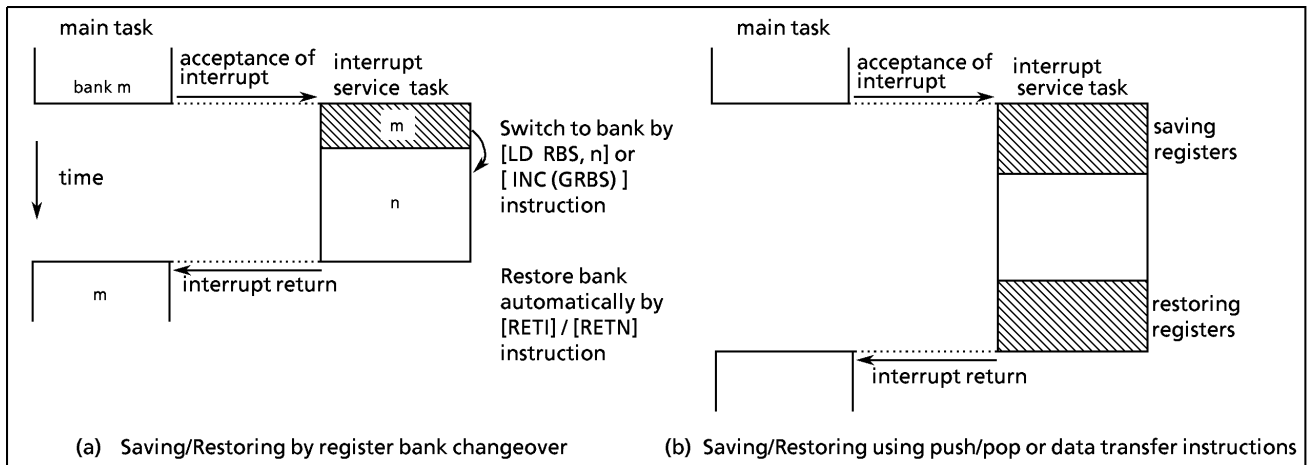 main task
bank m
acceptance of
interrupt
interrupt
service task
m
Switch to bank by
[LD RBS, n] or
[ INC (GRBS) ]
instruction
time
n
interrupt return
m
Restore bank
automatically by
[RETI] / [RETN]
instruction
(a) Saving/Restoring by register bank changeover
main task
acceptance of
interrupt
interrupt
service task
saving
registers
restoring
registers
interrupt return
(b) Saving/Restoring using push/pop or data transfer instructions